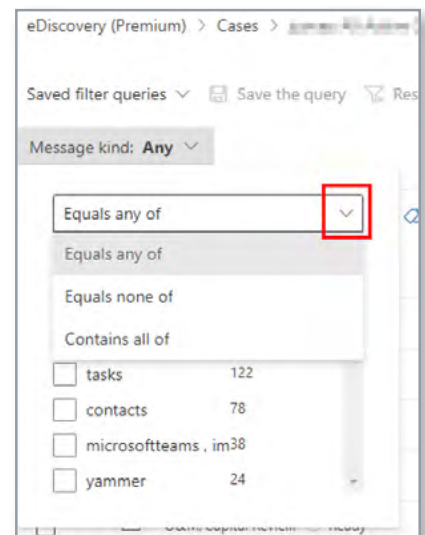 eDiscovery (Premium) > Cases >
Saved filter queries Save the query Res
Message kind: Any
Equals any of
Equals any of
Equals none of
Contains all of
tasks 122
contacts 78
microsoftteams , im38
yammer 24